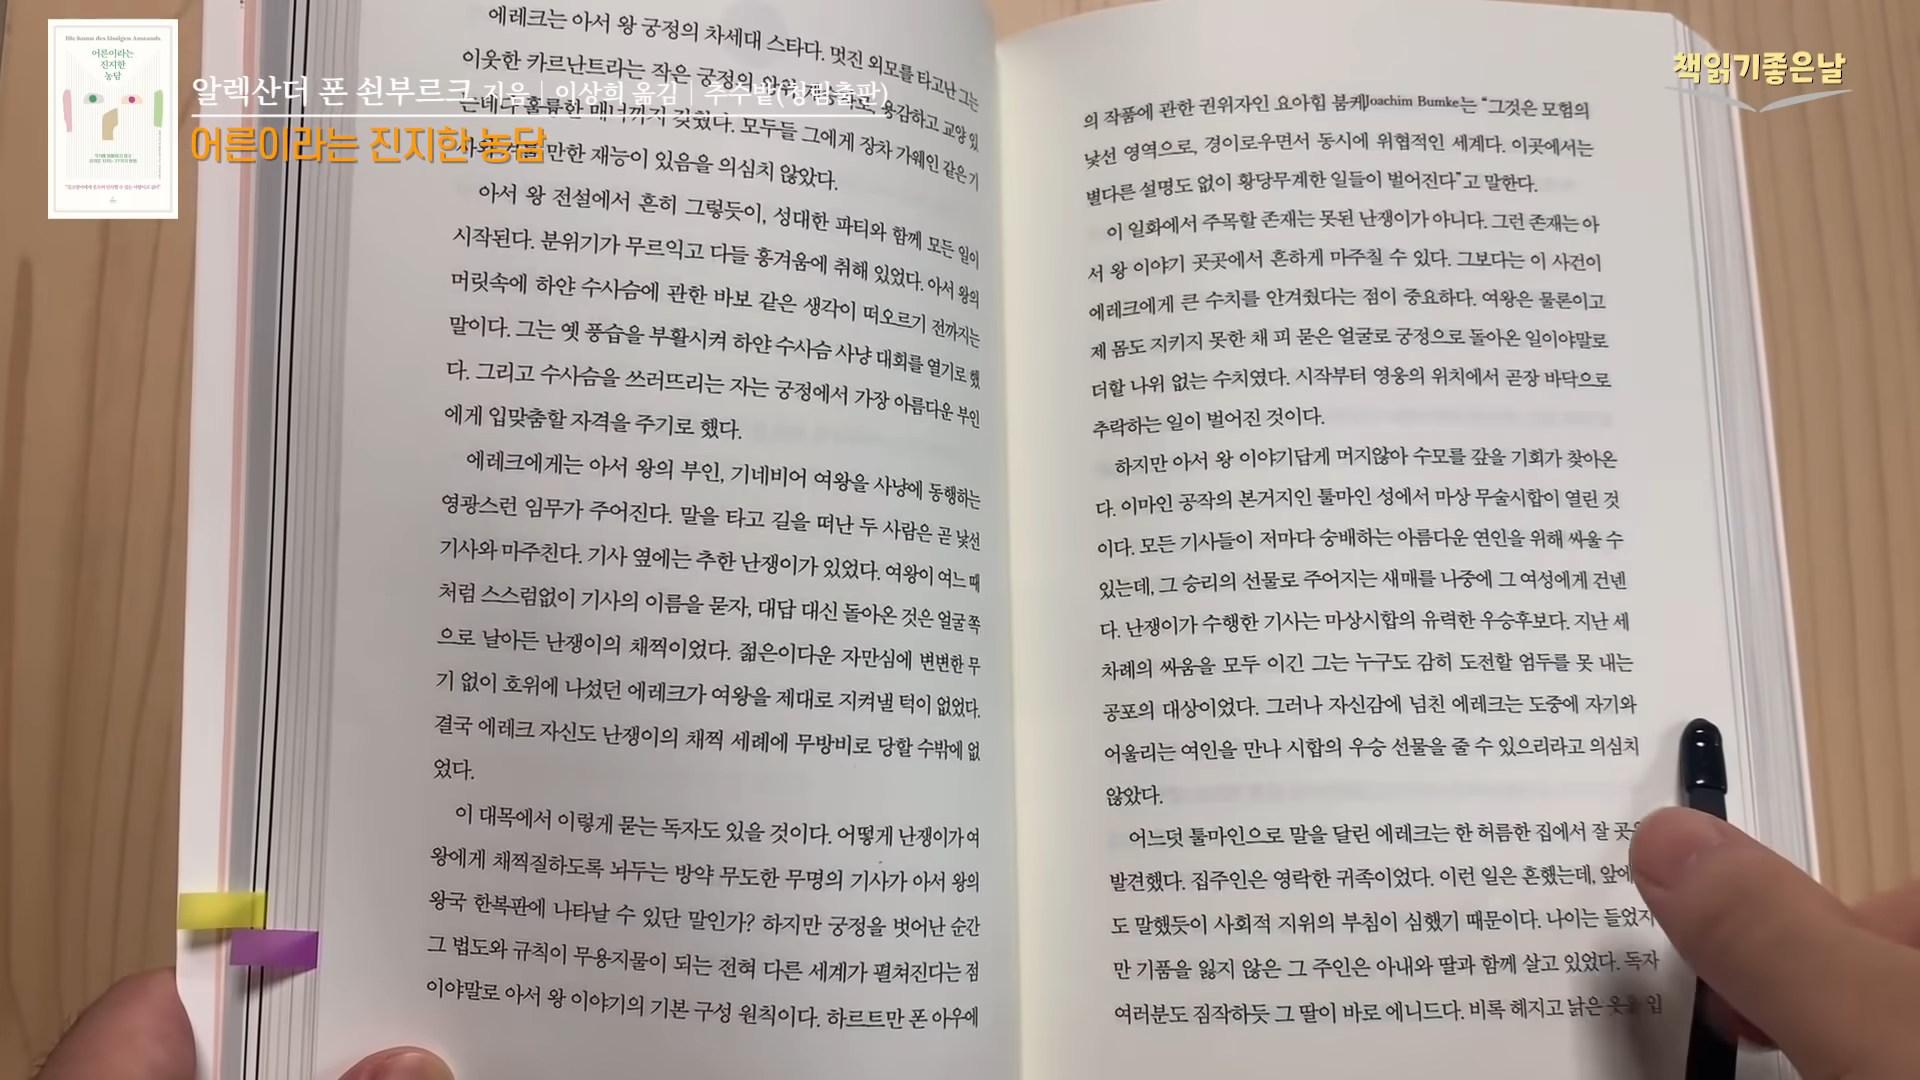 Die Kunst des lässigen Anstands
어른이라는
진지한
농담
알렉산더 폰 쇤부르크 지음 | 이상희 옮김 | 추수밭(청림출판)
어른이라는 진지한 농담
책읽기좋은날
에레크는 아서 왕 궁정의 차세대 스타다. 멋진 외모를 타고난 그는
이웃한 카르난트라는 작은 궁정의 용감하고 교양 있
는데 훌륭한 매너까지 갖췄다. 모두들 그에게 장차 가웨인 같은 기
만한 재능이 있음을 의심치 않았다.
아서 왕 전설에서 흔히 그렇듯이, 성대한 파티와 함께 모든 일이
시작된다. 분위기가 무르익고 다들 흥겨움에 취해 있었다. 아서 왕의
머릿속에 하얀 수사슴에 관한 바보 같은 생각이 떠오르기 전까지는
말이다. 그는 옛 풍습을 부활시켜 하얀 수사슴 사냥 대회를 열기로 했
다. 그리고 수사슴을 쓰러뜨리는 자는 궁정에서 가장 아름다운 부인
에게 입맞춤할 자격을 주기로 했다.
에레크에게는 아서 왕의 부인, 기네비어 여왕을 사냥에 동행하는
영광스런 임무가 주어진다. 말을 타고 길을 떠난 두 사람은 곧 낯선
기사와 마주친다. 기사 옆에는 추한 난쟁이가 있었다. 여왕이 여느 때
처럼 스스럼없이 기사의 이름을 묻자, 대답 대신 돌아온 것은 얼굴 쪽
으로 날아든 난쟁이의 채찍이었다. 젊은이다운 자만심에 변변한 무
기 없이 호위에 나섰던 에레크가 여왕을 제대로 지켜낼 턱이 없었다.
결국 에레크 자신도 난쟁이의 채찍 세례에 무방비로 당할 수밖에 없
었다.
이 대목에서 이렇게 묻는 독자도 있을 것이다. 어떻게 난쟁이가 여
왕에게 채찍질하도록 놔두는 방약 무도한 무명의 기사가 아서 왕의
왕국 한복판에 나타날 수 있단 말인가? 하지만 궁정을 벗어난 순간
그 법도와 규칙이 무용지물이 되는 전혀 다른 세계가 펼쳐진다는 점
이야말로 아서 왕 이야기의 기본 구성 원칙이다. 하르트만 폰 아우에
의 작품에 관한 권위자인 요아힘 붐케Joachim Bumke는 “그것은 모험의
낯선 영역으로, 경이로우면서 동시에 위협적인 세계다. 이곳에서는
별다른 설명도 없이 황당무계한 일들이 벌어진다”고 말한다.
이 일화에서 주목할 존재는 못된 난쟁이가 아니다. 그런 존재는 아
서 왕 이야기 곳곳에서 흔하게 마주칠 수 있다. 그보다는 이 사건이
에레크에게 큰 수치를 안겨줬다는 점이 중요하다. 여왕은 물론이고
제 몸도 지키지 못한 채 피 묻은 얼굴로 궁정으로 돌아온 일이야말로
더할 나위 없는 수치였다. 시작부터 영웅의 위치에서 곧장 바닥으로
추락하는 일이 벌어진 것이다.
하지만 아서 왕 이야기답게 머지않아 수모를 갚을 기회가 찾아온
다. 이마인 공작의 본거지인 툴마인 성에서 마상 무술시합이 열린 것
이다. 모든 기사들이 저마다 숭배하는 아름다운 연인을 위해 싸울 수
있는데, 그 승리의 선물로 주어지는 새매를 나중에 그 여성에게 건넨
다. 난쟁이가 수행한 기사는 마상시합의 유력한 우승후보다. 지난 세
차례의 싸움을 모두 이긴 그는 누구도 감히 도전할 엄두를 못 내는
공포의 대상이었다. 그러나 자신감에 넘친 에레크는 도중에 자기와
어울리는 여인을 만나 시합의 우승 선물을 줄 수 있으리라고 의심치
않았다.
어느덧 툴마인으로 말을 달린 에레크는 한 허름한 집에서 잘 곳을
발견했다. 집주인은 영락한 귀족이었다. 이런 일은 흔했는데, 앞에
도 말했듯이 사회적 지위의 부침이 심했기 때문이다. 나이는 들었지
만 기품을 잃지 않은 그 주인은 아내와 딸과 함께 살고 있었다. 독자
여러분도 짐작하듯 그 딸이 바로 에니드다. 비록 헤지고 낡은 옷을 입